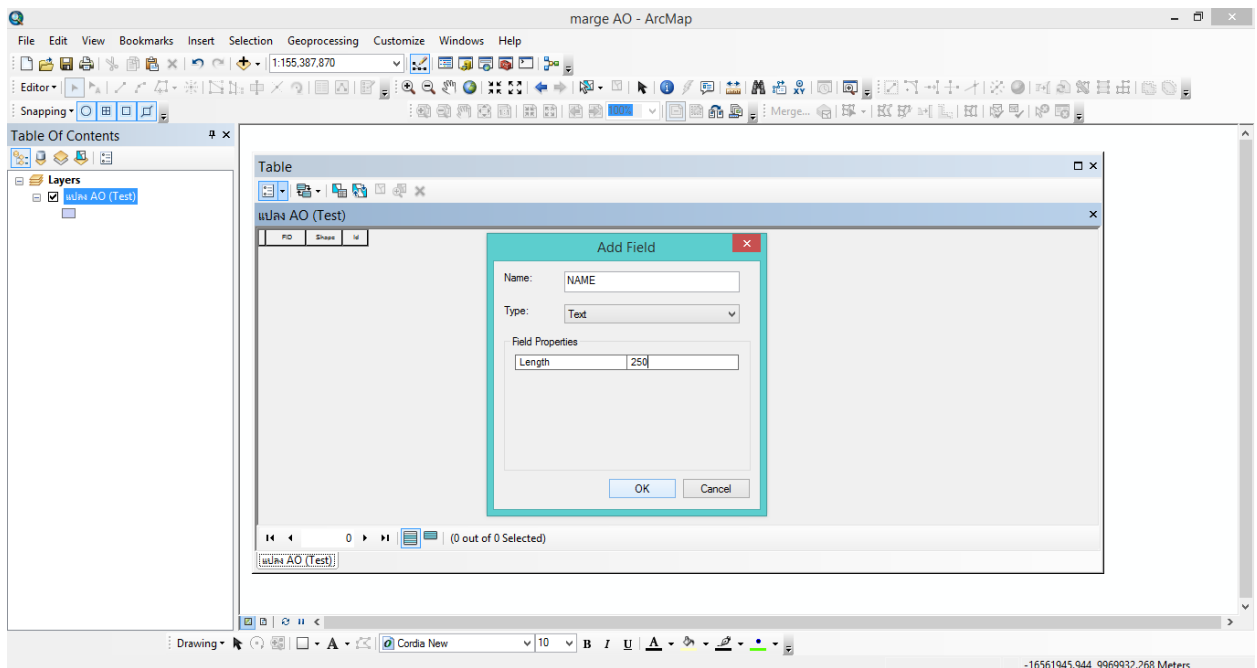 marge AO - ArcMap
File Edit View Bookmarks Insert Selection Geoprocessing Customize Windows Help
1:155,387,870
Editor
Snapping 100% Merge...
Table Of Contents
Layers
แปลง AO (Test)
Table
แปลง AO (Test)
FID Shape Id
Add Field
Name: NAME
Type: Text
Field Properties
Length 250
OK Cancel
0 (0 out of 0 Selected)
แปลง AO (Test)
Drawing A Cordia New 10 B I U A
-16561945.944 9969932.268 Meters